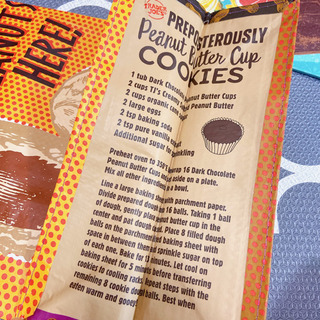 TRADER JOE'S
PREPOSTEROUSLY
Peanut Butter Cup
COOKIES
1 tub Dark Chocolate Peanut Butter Cups
2 cups TJ's Creamy Peanut Butter
2 cups organic
2 large eggs
2 tsp baking
2 tsp pure vanilla
Additional sugar for sprinkling
Preheat oven to 350
Unwrap 16 Dark Chocolate
Peanut Butter Cups and set aside on a plate.
Mix all other ingredients in a bowl.
Line a large baking sheet with parchment paper.
Divide prepared dough into 16 balls. Taking 1 ball
of dough, gently place peanut butter cup in the
center and pat dough around. Place 8 filled dough
balls on the parchment-lined baking sheet with
space in between them and sprinkle sugar on top
of each one. Bake for minutes. Let cool on
baking sheet for 5 minutes before transferring
cookies to cooling rack. Repeat steps with the
remaining 8 cookie dough balls. Best when
eaten warm and gooey!
HERE!